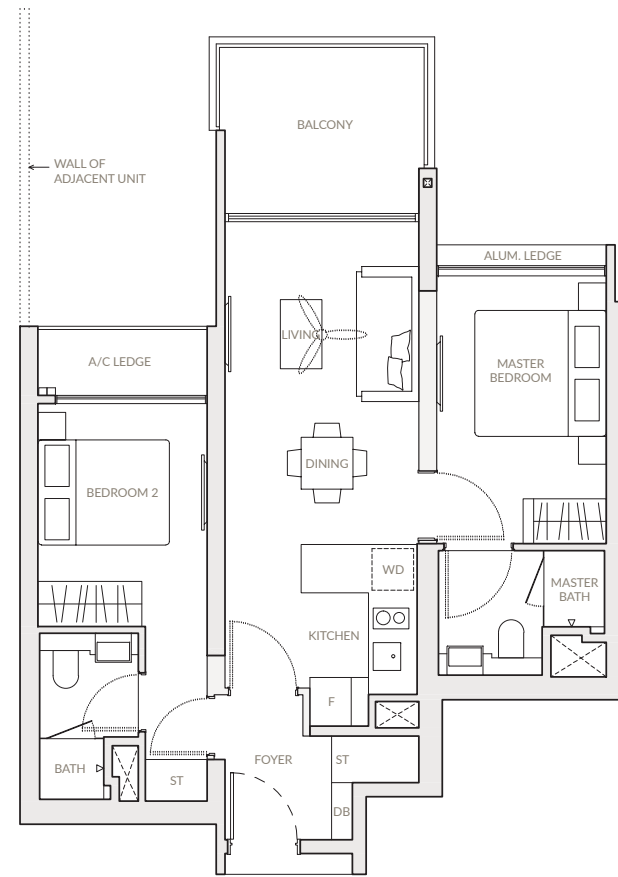 BALCONY
WALL OF
ADJACENT UNIT
ALUM. LEDGE
LIVING
A/C LEDGE
MASTER
BEDROOM
DINING
BEDROOM 2
WD
MASTER
BATH
KITCHEN
F
FOYER
ST
BATH
ST
DB